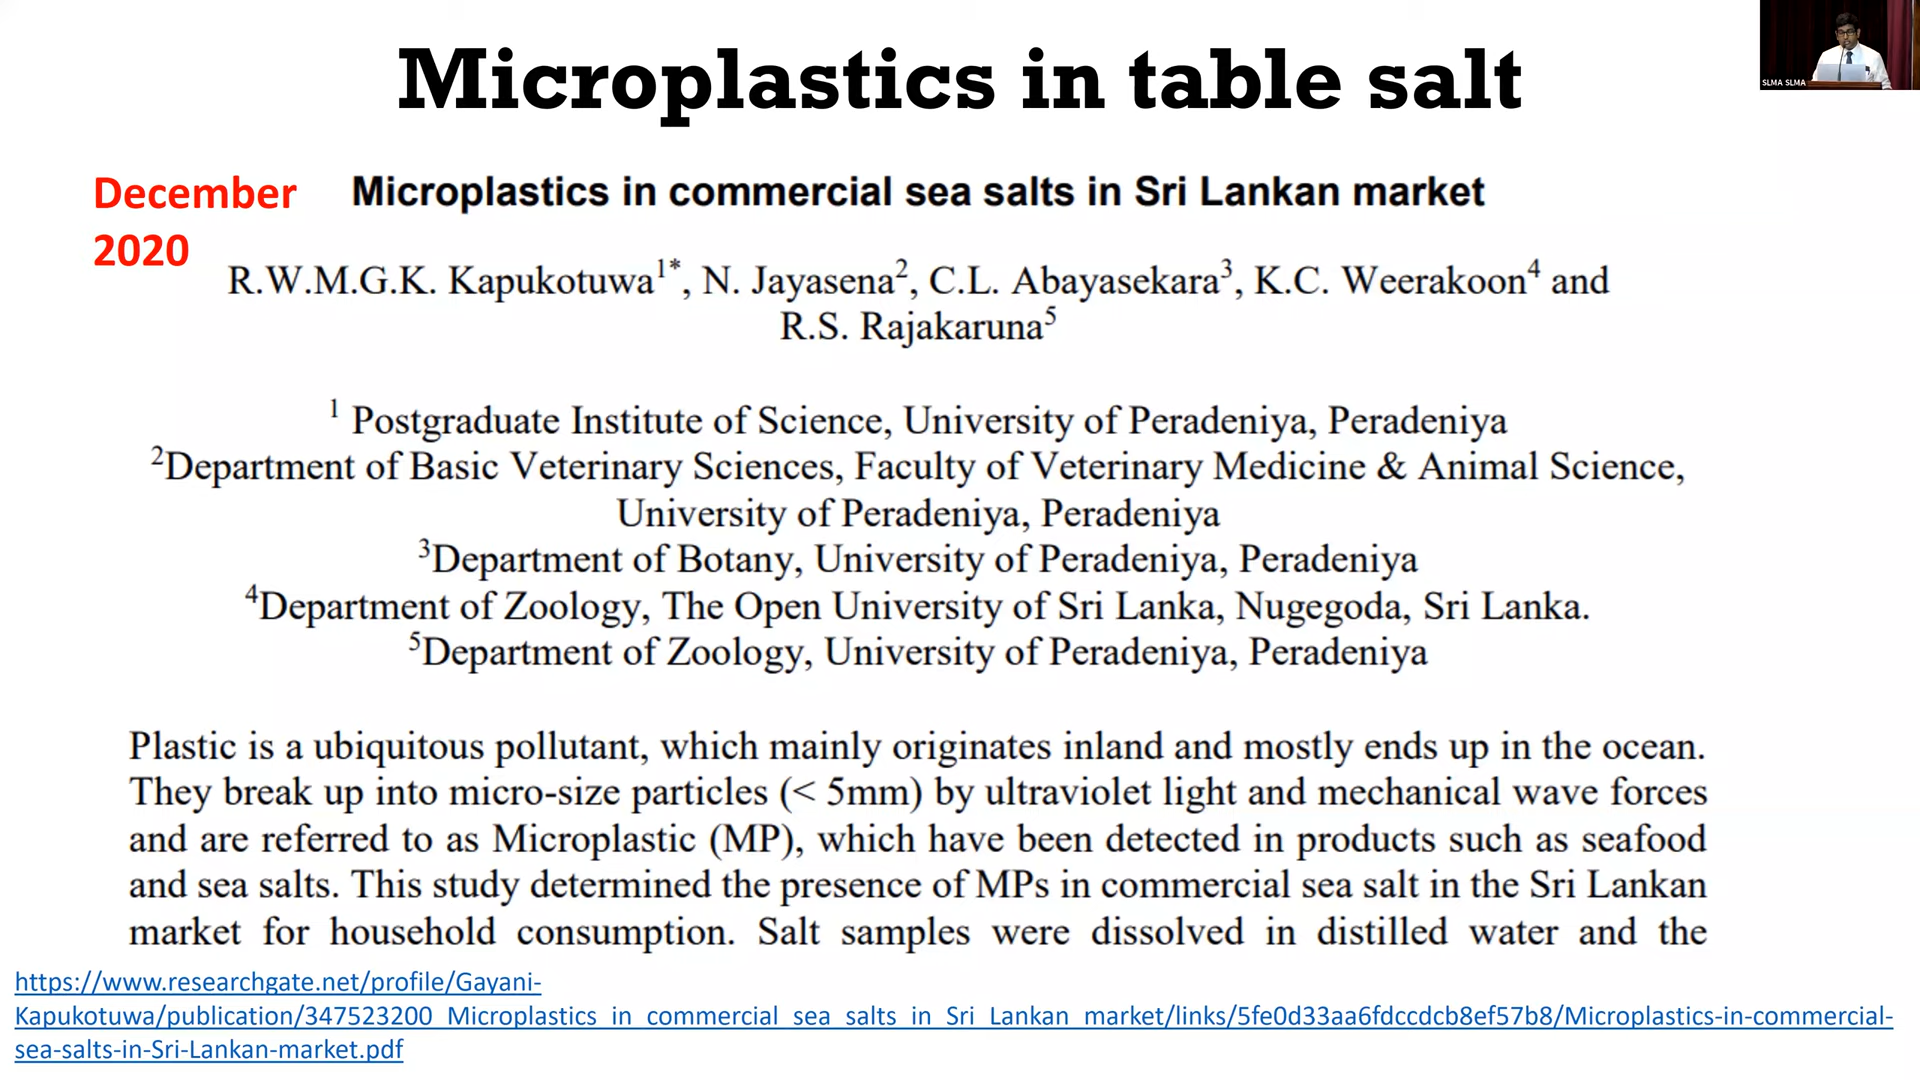 Microplastics in table salt
SLMA SLMA
December
2020
Microplastics in commercial sea salts in Sri Lankan market
R.W.M.G.K. Kapukotuwa1*, N. Jayasena2, C.L. Abayasekara3, K.C. Weerakoon4 and
R.S. Rajakaruna5
1 Postgraduate Institute of Science, University of Peradeniya, Peradeniya
2Department of Basic Veterinary Sciences, Faculty of Veterinary Medicine & Animal Science,
University of Peradeniya, Peradeniya
3Department of Botany, University of Peradeniya, Peradeniya
4Department of Zoology, The Open University of Sri Lanka, Nugegoda, Sri Lanka.
5Department of Zoology, University of Peradeniya, Peradeniya
Plastic is a ubiquitous pollutant, which mainly originates inland and mostly ends up in the ocean.
They break up into micro-size particles (< 5mm) by ultraviolet light and mechanical wave forces
and are referred to as Microplastic (MP), which have been detected in products such as seafood
and sea salts. This study determined the presence of MPs in commercial sea salt in the Sri Lankan
market for household consumption. Salt samples were dissolved in distilled water and the
https://www.researchgate.net/profile/Gayani-
Kapukotuwa/publication/347523200_Microplastics_in_commercial_sea_salts_in_Sri_Lankan_market/links/5fe0d33aa6fdccdcb8ef57b8/Microplastics-in-commercial-
sea-salts-in-Sri-Lankan-market.pdf